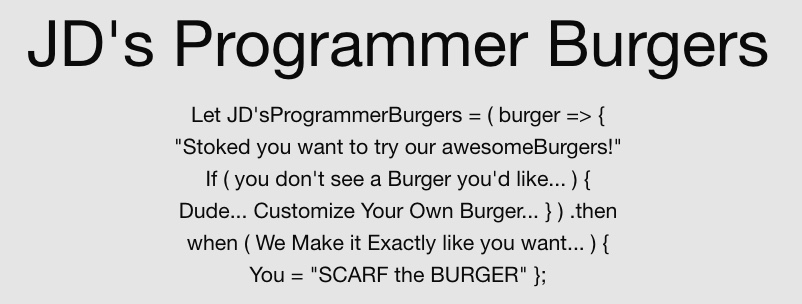 JD's Programmer Burgers
Let JD'sProgrammerBurgers = ( burger => {
"Stoked you want to try our awesomeBurgers!"
If ( you don't see a Burger you'd like... ) {
Dude... Customize Your Own Burger... } ) .then
when ( We Make it Exactly like you want... ) {
You = "SCARF the BURGER" };